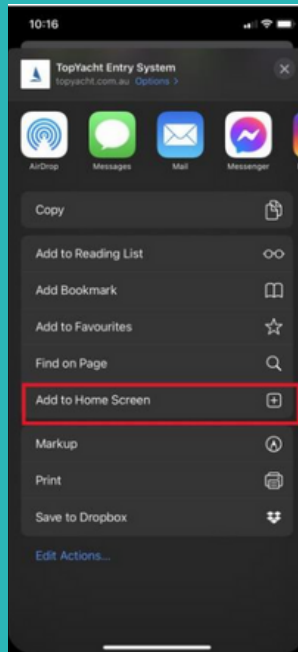 10:16
TopYacht Entry System
topyacht.com.au Options >
AirDrop Messages Mail Messenger
Copy
Add to Reading List
Add Bookmark
Add to Favourites
Find on Page
Add to Home Screen
Markup
Print
Save to Dropbox
Edit Actions...